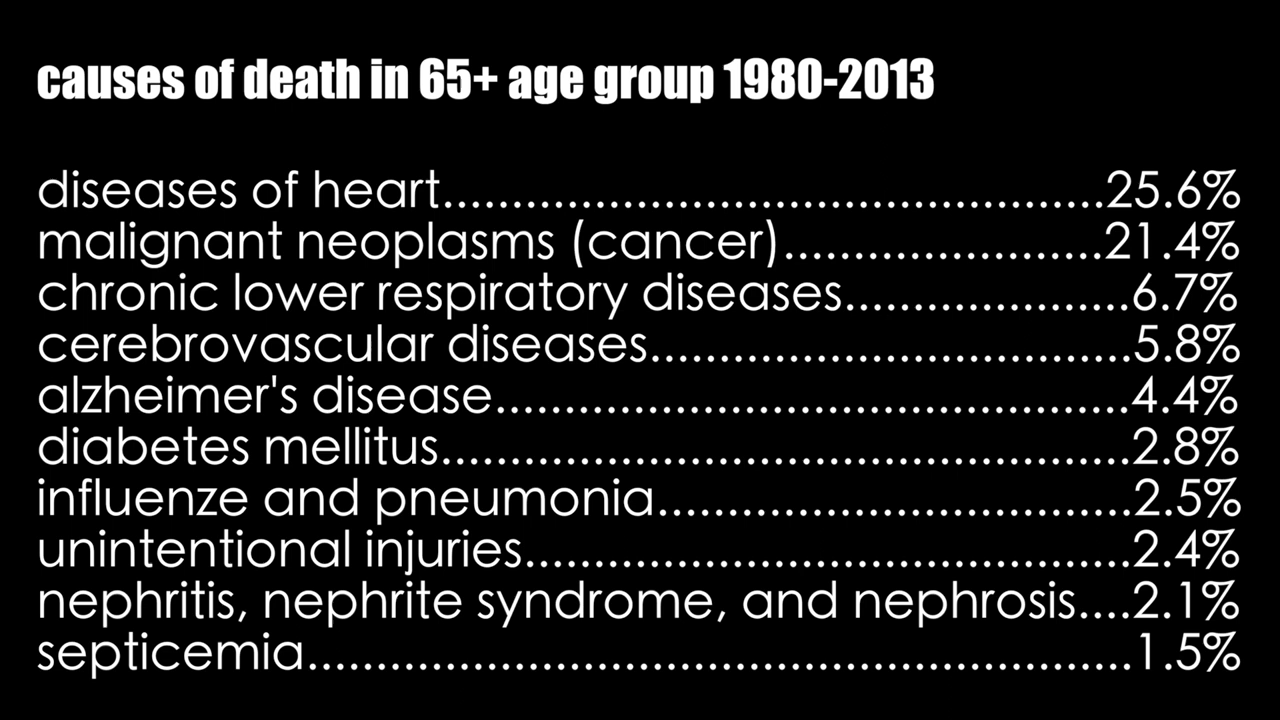 causes of death in 65+ age group 1980-2013
diseases of heart................................................25.6%
malignant neoplasms (cancer).......................21.4%
chronic lower respiratory diseases.....................6.7%
cerebrovascular diseases...................................5.8%
alzheimer's disease..............................................4.4%
diabetes mellitus..................................................2.8%
influenze and pneumonia..................................2.5%
unintentional injuries............................................2.4%
nephritis, nephrite syndrome, and nephrosis....2.1%
septicemia............................................................1.5%